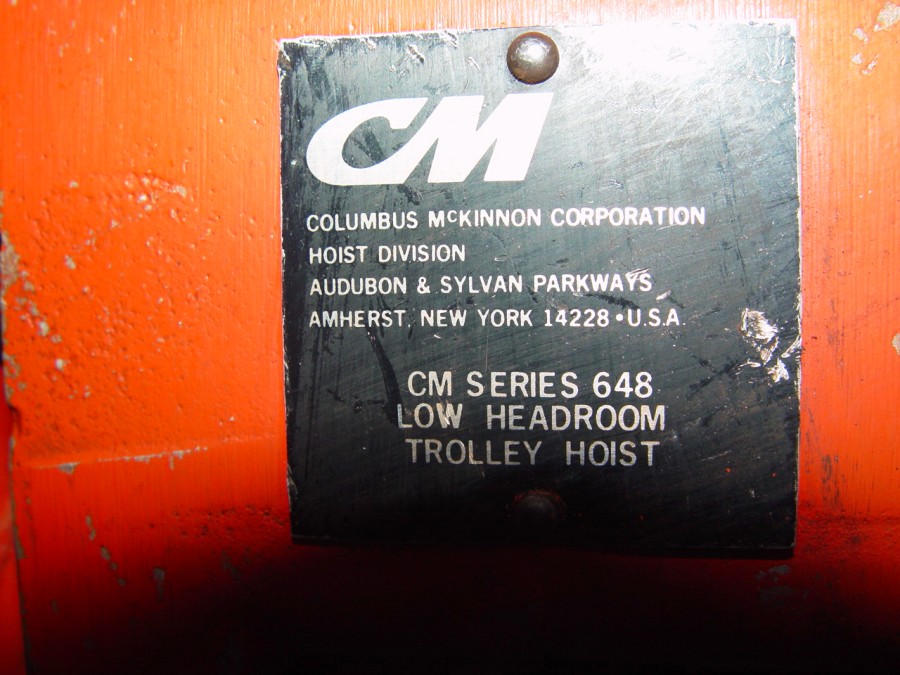 CM
COLUMBUS McKINNON CORPORATION
HOIST DIVISION
AUDUBON & SYLVAN PARKWAYS
AMHERST, NEW YORK 14228 • U.S.A.
CM SERIES 648
LOW HEADROOM
TROLLEY HOIST